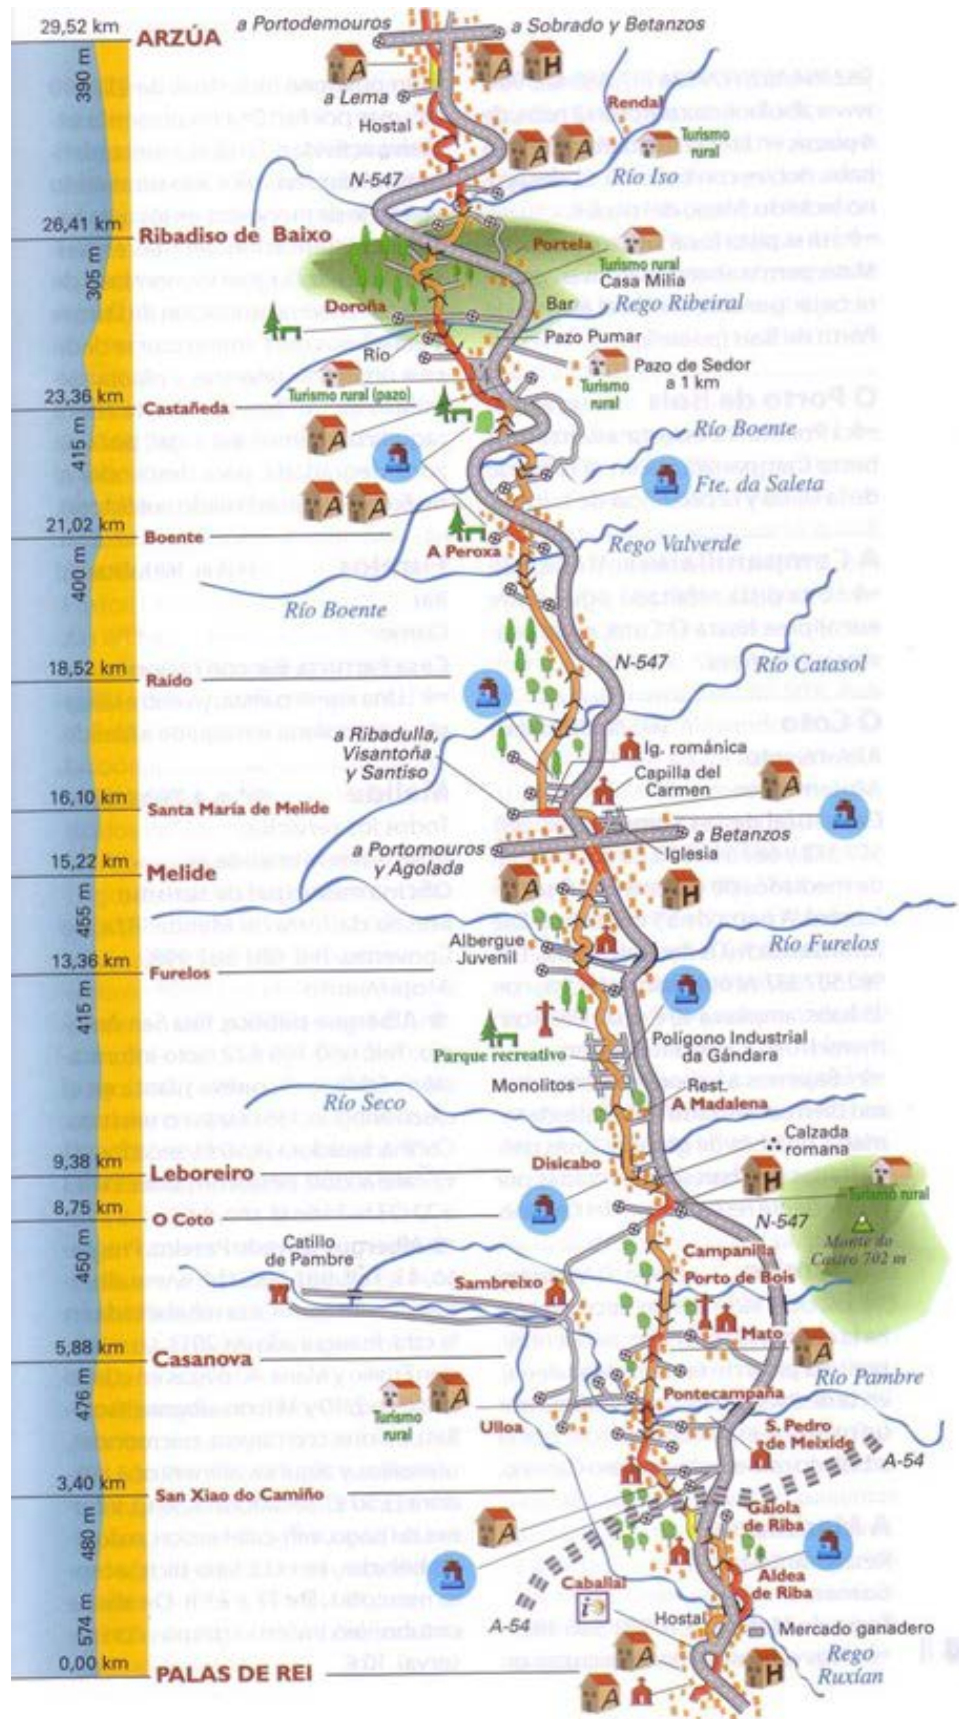 29,52 km
a Portodemouros
a Sobrado y Betanzos
ARZÚA
390 m
A
A
H
a Lema
Rendal
Hostal
A
A
Turismo
rural
N-547
Río Iso
26,41 km
Ribadiso de Baixo
Portela
305 m
Turismo rural
Casa Milia
Doroña
Bar
Rego Ribeiral
Río
Pazo Pumar
Pazo de Sedor
a 1 km
Turismo
rural
Turismo rural (pazo)
23,36 km
Castañeda
A
415 m
Río Boente
Fte. da Saleta
A
A
21,02 km
Boente
A Peroxa
Rego Valverde
400 m
Río Boente
N-547
Río Catasol
18,52 km
Raído
a Ribadulla,
Visantoña
y Santiso
Ig. románica
Capilla del
Carmen
A
16,10 km
Santa María de Melide
a Betanzos
a Portomouros
y Agolada
Iglesia
15,22 km
Melide
A
H
455 m
Albergue
Juvenil
Río Furelos
13,36 km
Furelos
415 m
Parque recreativo
Polígono Industrial
da Gándara
Monolitos
Rest.
A Madalena
Río Seco
Calzada
romana
9,38 km
Leboreiro
Disicabo
H
Turismo rural
8,75 km
O Coto
N-547
450 m
Catillo
de Pambre
Campanilla
Monte do
Castro 702 m
Sambreixo
Porto de Bois
Mato
A
5,88 km
Casanova
Río Pambre
476 m
A
Turismo
rural
Pontecampaña
Ulloa
S. Pedro
de Meixide
A-54
3,40 km
San Xiao do Camiño
Gaiola
de Riba
A
480 m
Aldea
de Riba
Caballal
i
A-54
Hostal
Mercado ganadero
574 m
Rego
Ruxían
0,00 km
PALAS DE REI
A
H
A